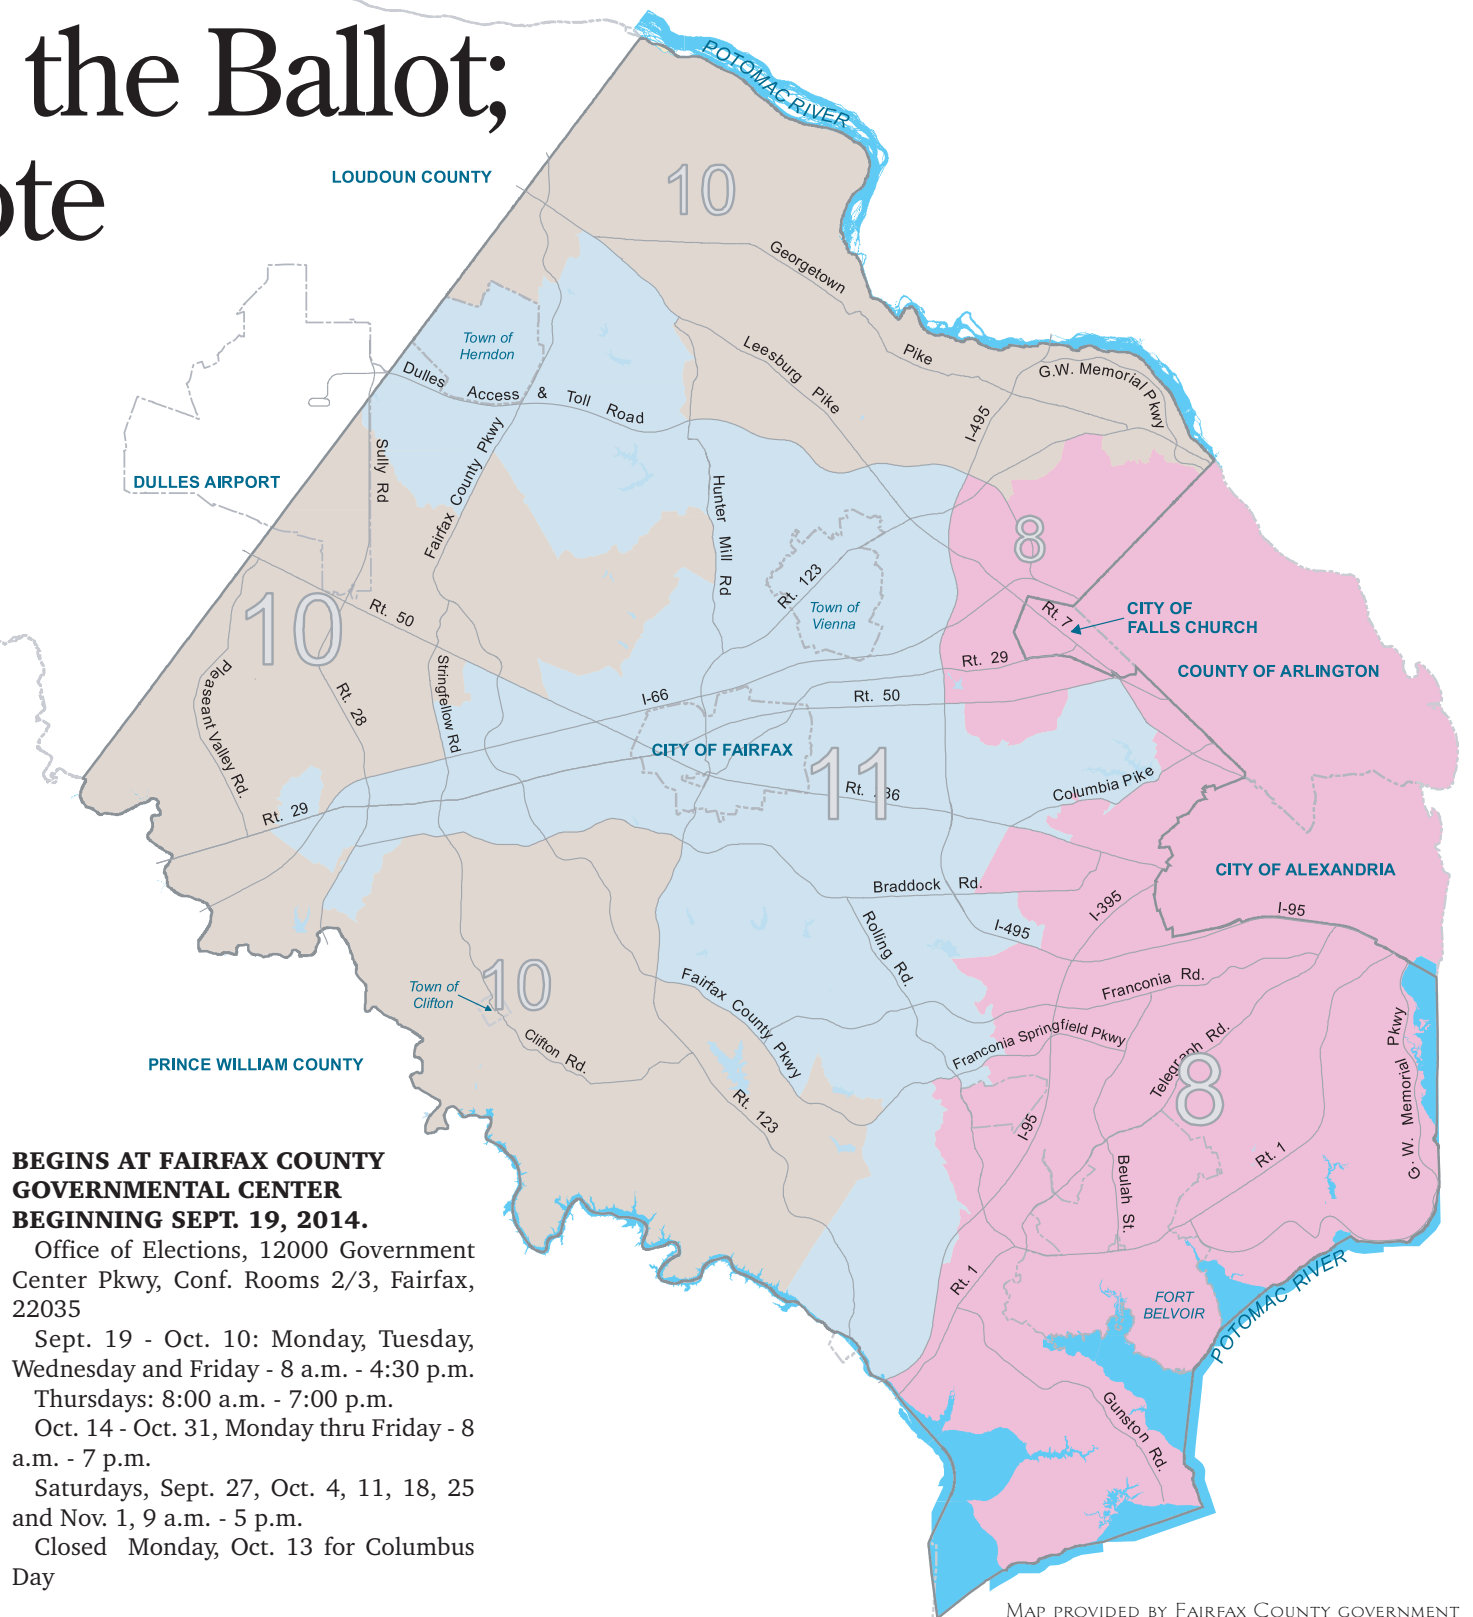 the Ballot;
ote
POTOMAC RIVER
LOUDOUN COUNTY
10
Georgetown
Pike
Town of
Herndon
Leesburg Pike
G.W. Memorial Pkwy
Dulles Access & Toll Road
I-495
Sully Rd
Fairfax County Pkwy
DULLES AIRPORT
Hunter Mill Rd
8
Rt. 123
Town of
Vienna
Rt. 7
CITY OF
FALLS CHURCH
10
Rt. 50
Rt. 29
COUNTY OF ARLINGTON
Pleaseant Valley Rd.
Rt. 28
Stringfellow Rd
I-66
Rt. 50
CITY OF FAIRFAX
11
Rt. 29
Rt. 36
Columbia Pike
CITY OF ALEXANDRIA
Braddock Rd.
I-395
I-95
Rolling Rd.
I-495
10
Town of
Clifton
Fairfax County Pkwy
Franconia Rd.
Clifton Rd.
Franconia Springfield Pkwy
Telegraph Rd.
8
G. W. Memorial Pkwy
PRINCE WILLIAM COUNTY
Rt. 123
I-95
Beulah St.
Rt. 1
Rt. 1
FORT
BELVOIR
POTOMAC RIVER
Gunston Rd.
BEGINS AT FAIRFAX COUNTY
GOVERNMENTAL CENTER
BEGINNING SEPT. 19, 2014.
Office of Elections, 12000 Government
Center Pkwy, Conf. Rooms 2/3, Fairfax,
22035
Sept. 19 - Oct. 10: Monday, Tuesday,
Wednesday and Friday - 8 a.m. - 4:30 p.m.
Thursdays: 8:00 a.m. - 7:00 p.m.
Oct. 14 - Oct. 31, Monday thru Friday - 8
a.m. - 7 p.m.
Saturdays, Sept. 27, Oct. 4, 11, 18, 25
and Nov. 1, 9 a.m. - 5 p.m.
Closed Monday, Oct. 13 for Columbus
Day
Map provided by Fairfax County government